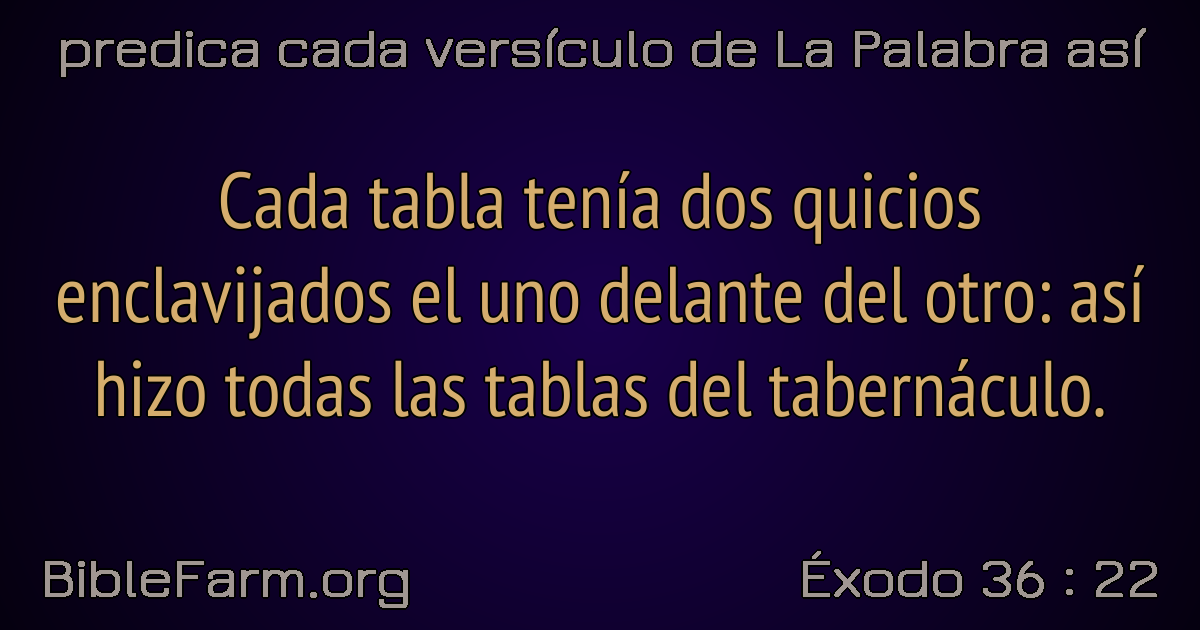 predica cada versículo de La Palabra así
Cada tabla tenía dos quicios
enclavijados el uno delante del otro: así
hizo todas las tablas del tabernáculo.
BibleFarm.org
Éxodo 36 : 22